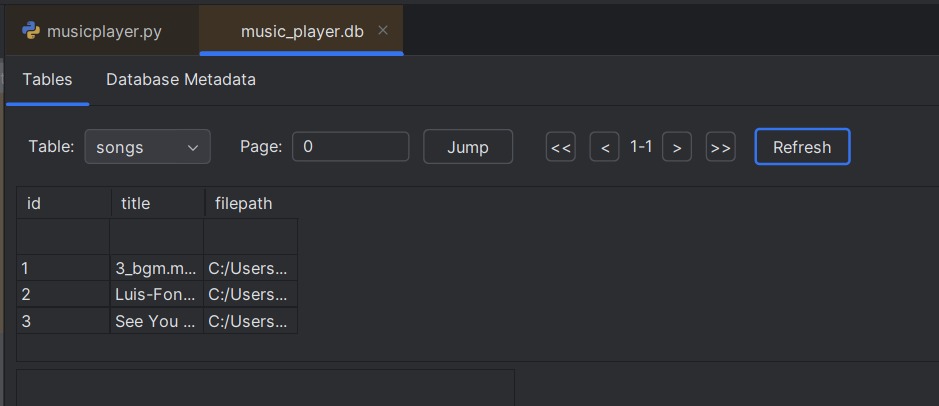 musicplayer.py music_player.db
Tables Database Metadata
Table: songs Page: 0 Jump << < 1-1 > >> Refresh
id title filepath
1 3_bgm.m... C:/Users...
2 Luis-Fon... C:/Users...
3 See You ... C:/Users...